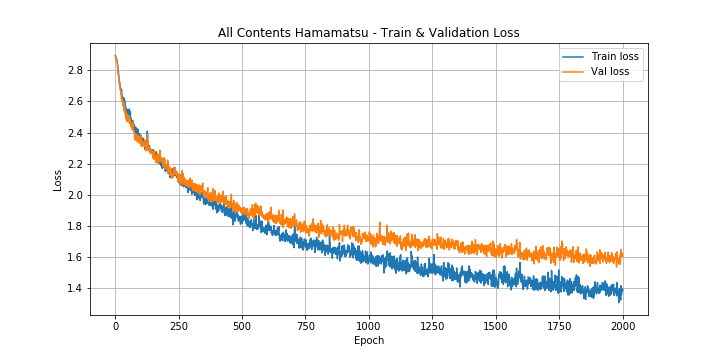 All Contents Hamamatsu - Train & Validation Loss
Train loss
Val loss
Loss
2.8
2.6
2.4
2.2
2.0
1.8
1.6
1.4
0 250 500 750 1000 1250 1500 1750 2000
Epoch